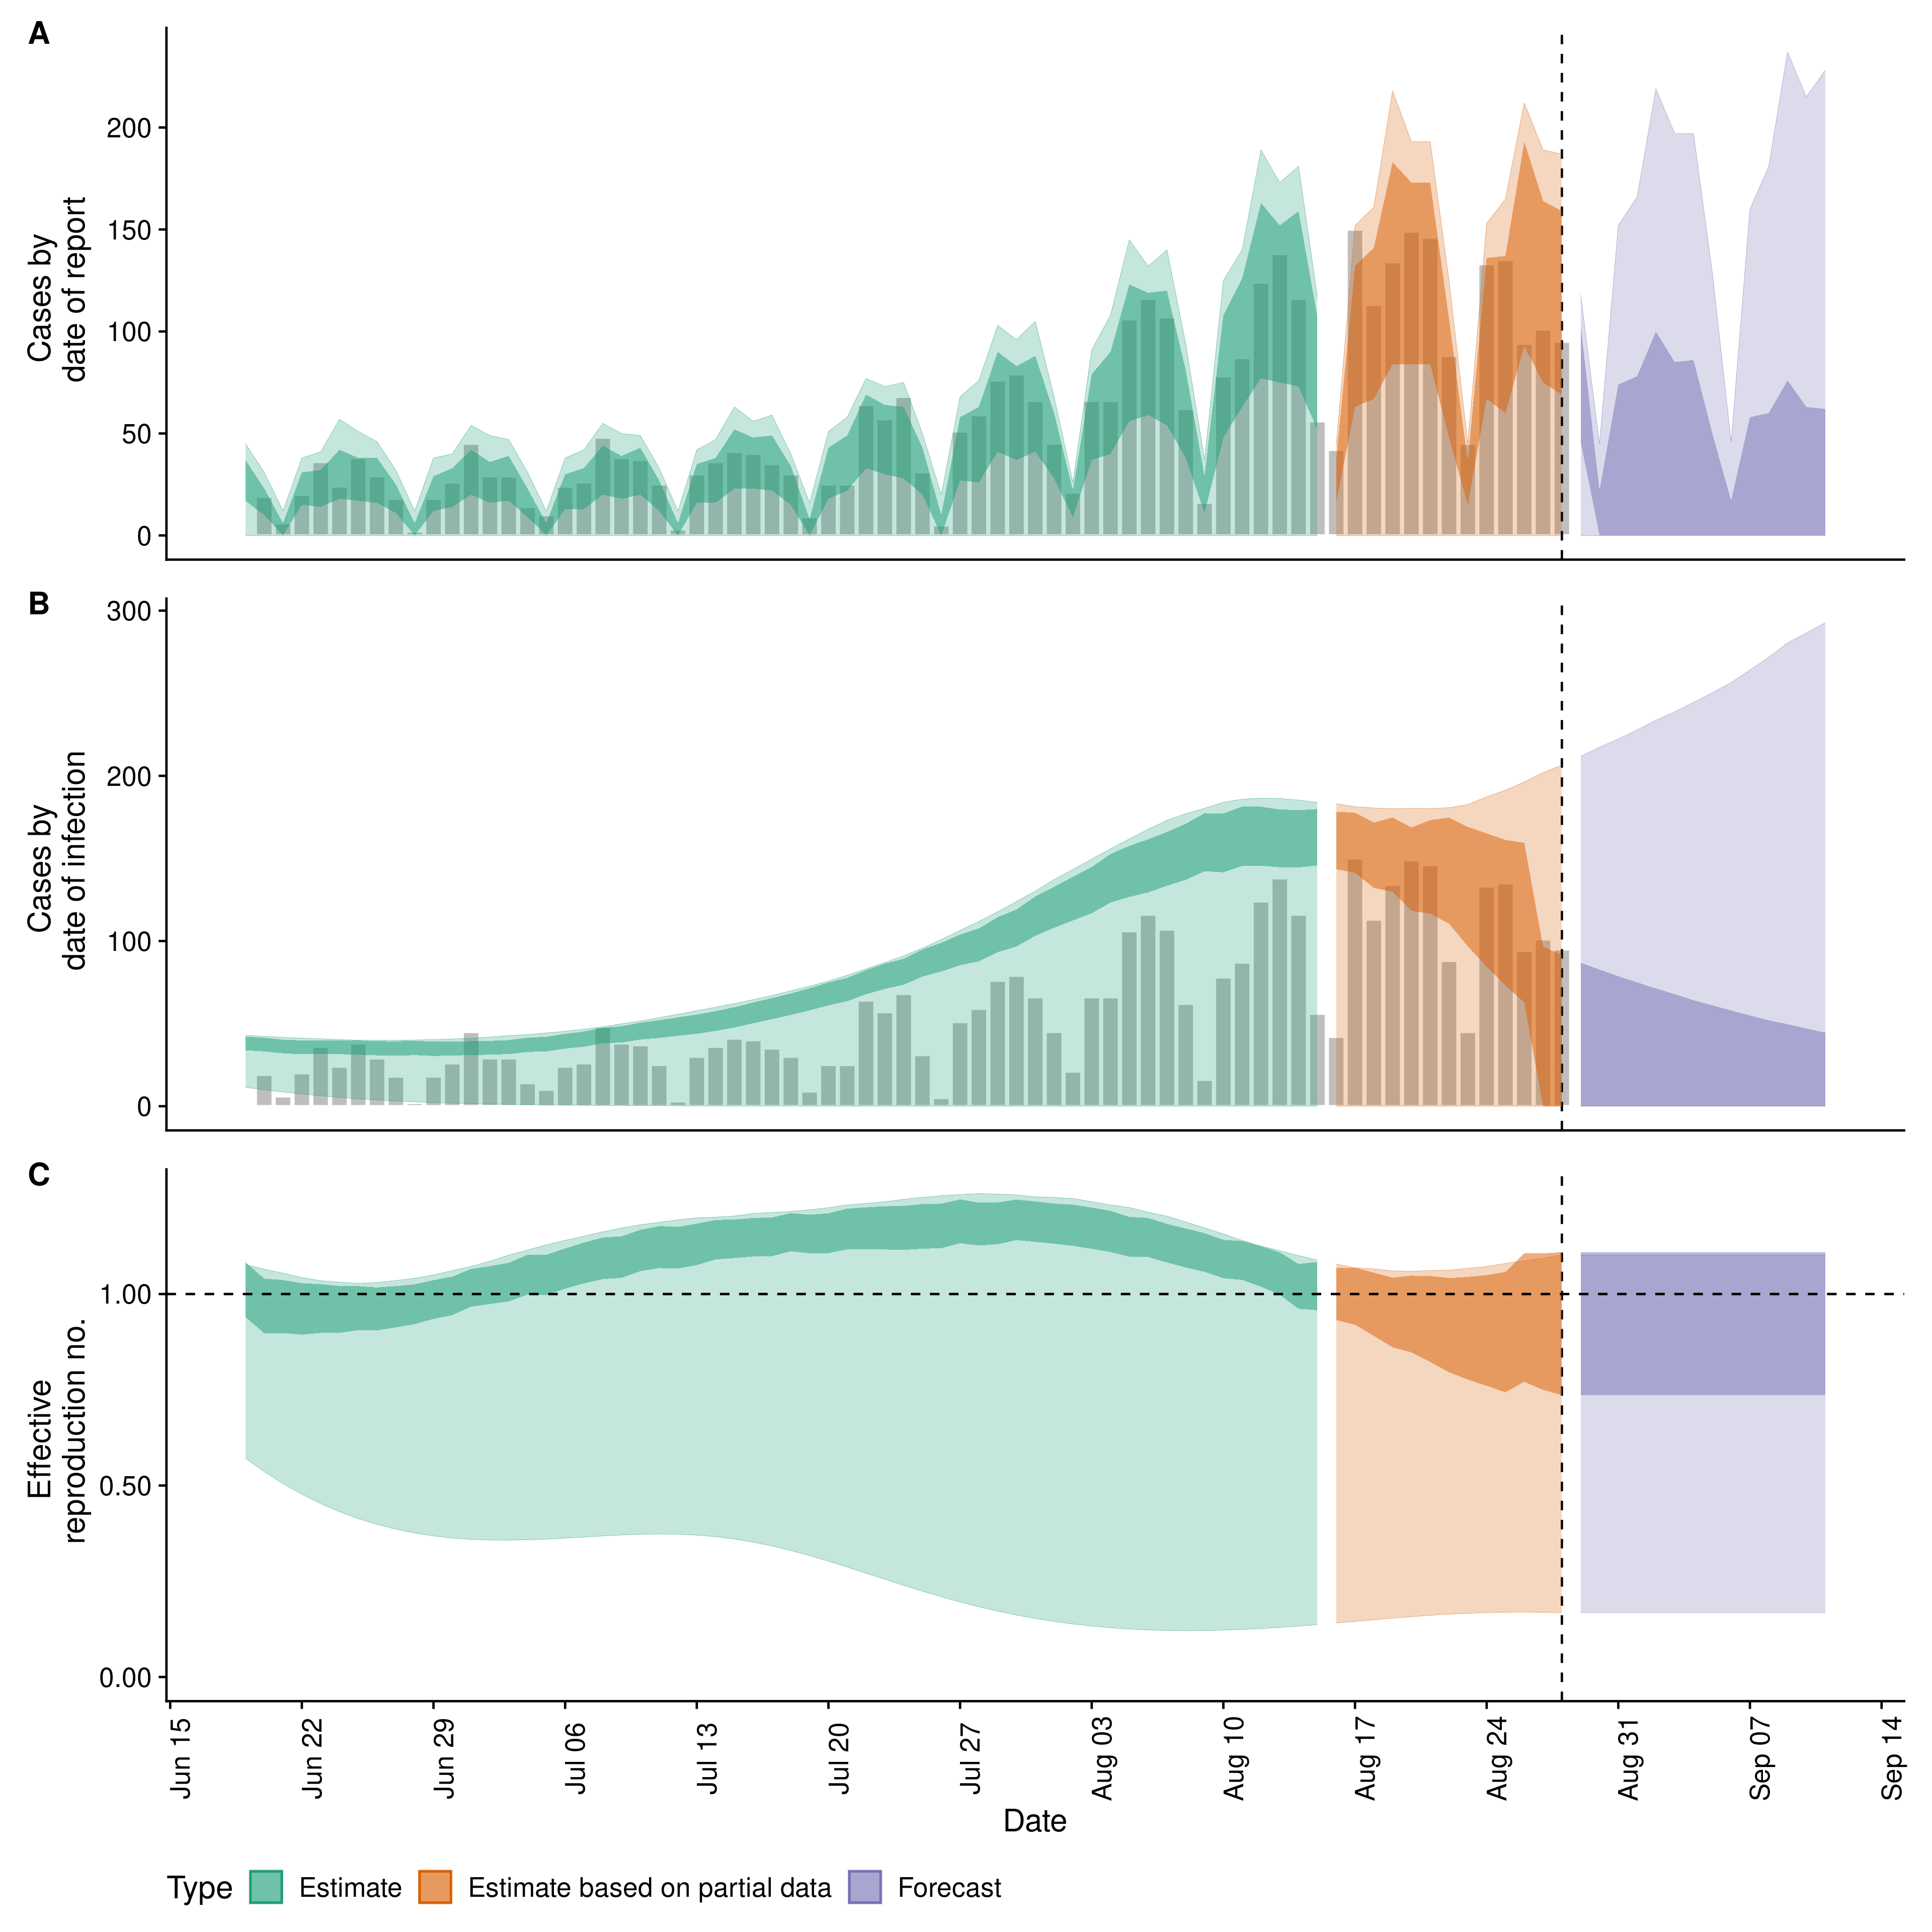 A
Cases by
date of report
200
150
100
50
0
B
Cases by
date of infection
300
200
100
0
C
Effective
reproduction no.
1.00
0.50
0.00
Jun 15
Jun 22
Jun 29
Jul 06
Jul 13
Jul 20
Jul 27
Aug 03
Aug 10
Aug 17
Aug 24
Aug 31
Sep 07
Sep 14
Date
Type Estimate Estimate based on partial data Forecast